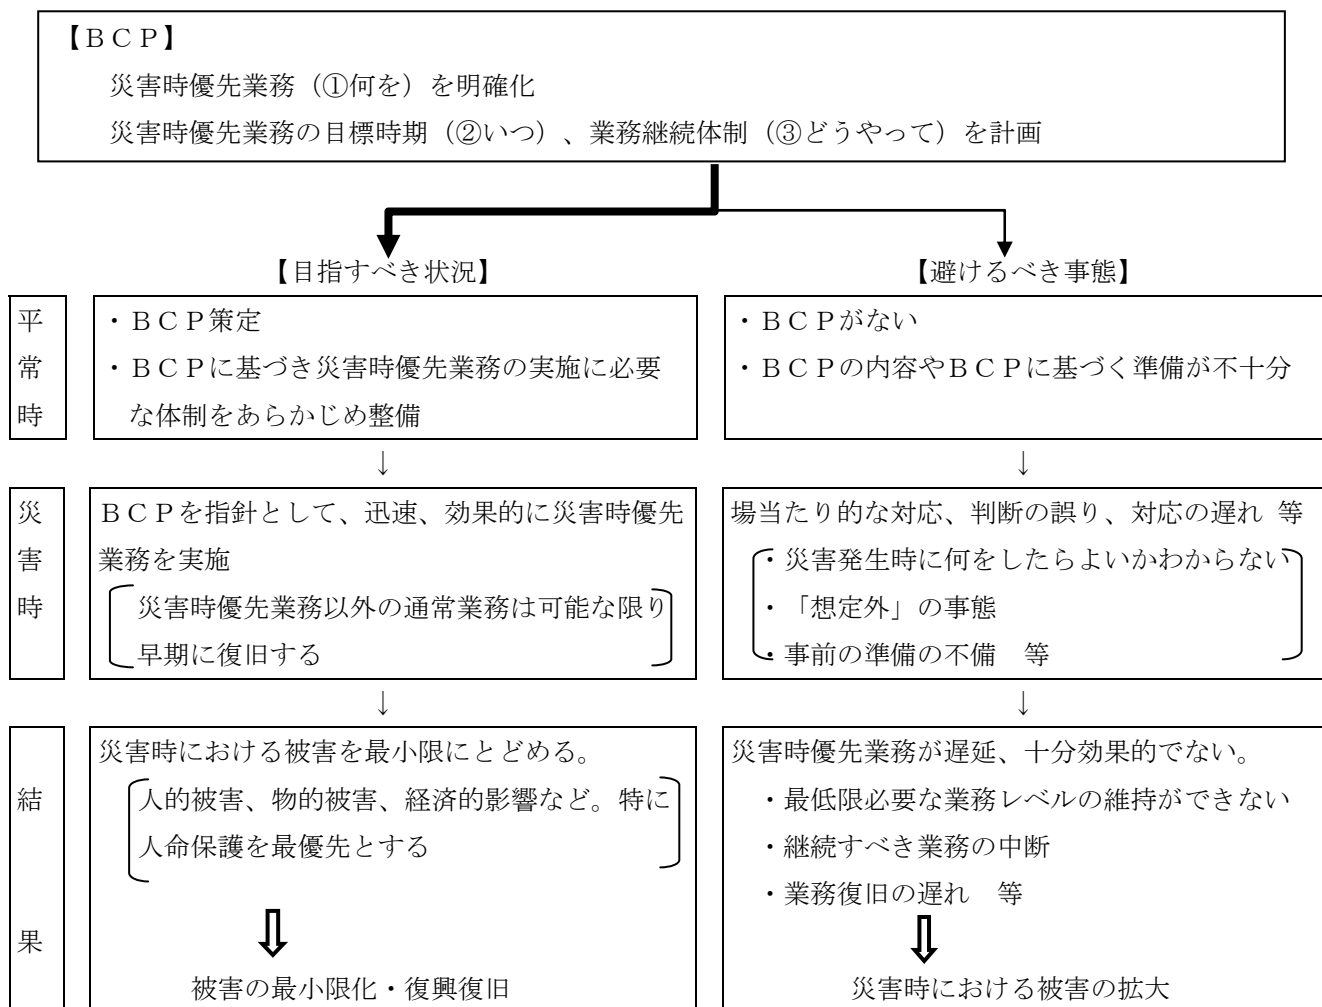 【ＢＣＰ】
災害時優先業務（①何を）を明確化
災害時優先業務の目標時期（②いつ）、業務継続体制（③どうやって）を計画
【目指すべき状況】
【避けるべき事態】
平常時
・ＢＣＰ策定
・ＢＣＰに基づき災害時優先業務の実施に必要
な体制をあらかじめ整備
・ＢＣＰがない
・ＢＣＰの内容やＢＣＰに基づく準備が不十分
↓
↓
災害時
ＢＣＰを指針として、迅速、効果的に災害時優先
業務を実施
災害時優先業務以外の通常業務は可能な限り
早期に復旧する
場当たり的な対応、判断の誤り、対応の遅れ 等
・災害発生時に何をしたらよいかわからない
・「想定外」の事態
・事前の準備の不備　等
↓
↓
結果
災害時における被害を最小限にとどめる。
人的被害、物的被害、経済的影響など。特に
人命保護を最優先とする
被害の最小限化・復興復旧
災害時優先業務が遅延、十分効果的でない。
・最低限必要な業務レベルの維持ができない
・継続すべき業務の中断
・業務復旧の遅れ　等
災害時における被害の拡大